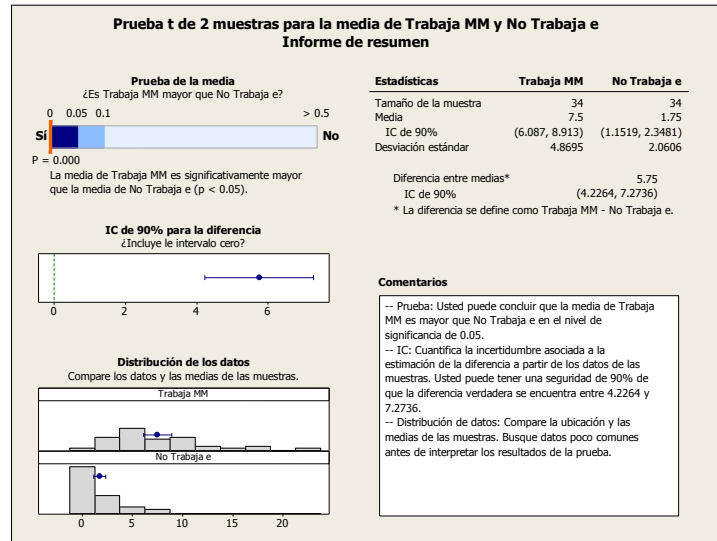 Prueba t de 2 muestras para la media de Trabaja MM y No Trabaja e
Informe de resumen
Prueba de la media
¿Es Trabaja MM mayor que No Trabaja e?
0 0.05 0.1 > 0.5
Sí No
P = 0.000
La media de Trabaja MM es significativamente mayor
que la media de No Trabaja e (p < 0.05).
IC de 90% para la diferencia
¿Incluye le intervalo cero?
0 2 4 6
Distribución de los datos
Compare los datos y las medias de las muestras.
Trabaja MM
No Trabaja e
0 5 10 15 20
Estadísticas Trabaja MM No Trabaja e
Tamaño de la muestra 34 34
Media 7.5 1.75
IC de 90% (6.087, 8.913) (1.1519, 2.3481)
Desviación estándar 4.8695 2.0606
Diferencia entre medias* 5.75
IC de 90% (4.2264, 7.2736)
* La diferencia se define como Trabaja MM - No Trabaja e.
Comentarios
-- Prueba: Usted puede concluir que la media de Trabaja
MM es mayor que No Trabaja e en el nivel de
significancia de 0.05.
-- IC: Cuantifica la incertidumbre asociada a la
estimación de la diferencia a partir de los datos de las
muestras. Usted puede tener una seguridad de 90% de
que la diferencia verdadera se encuentra entre 4.2264 y
7.2736.
-- Distribución de datos: Compare la ubicación y las
medias de las muestras. Busque datos poco comunes
antes de interpretar los resultados de la prueba.